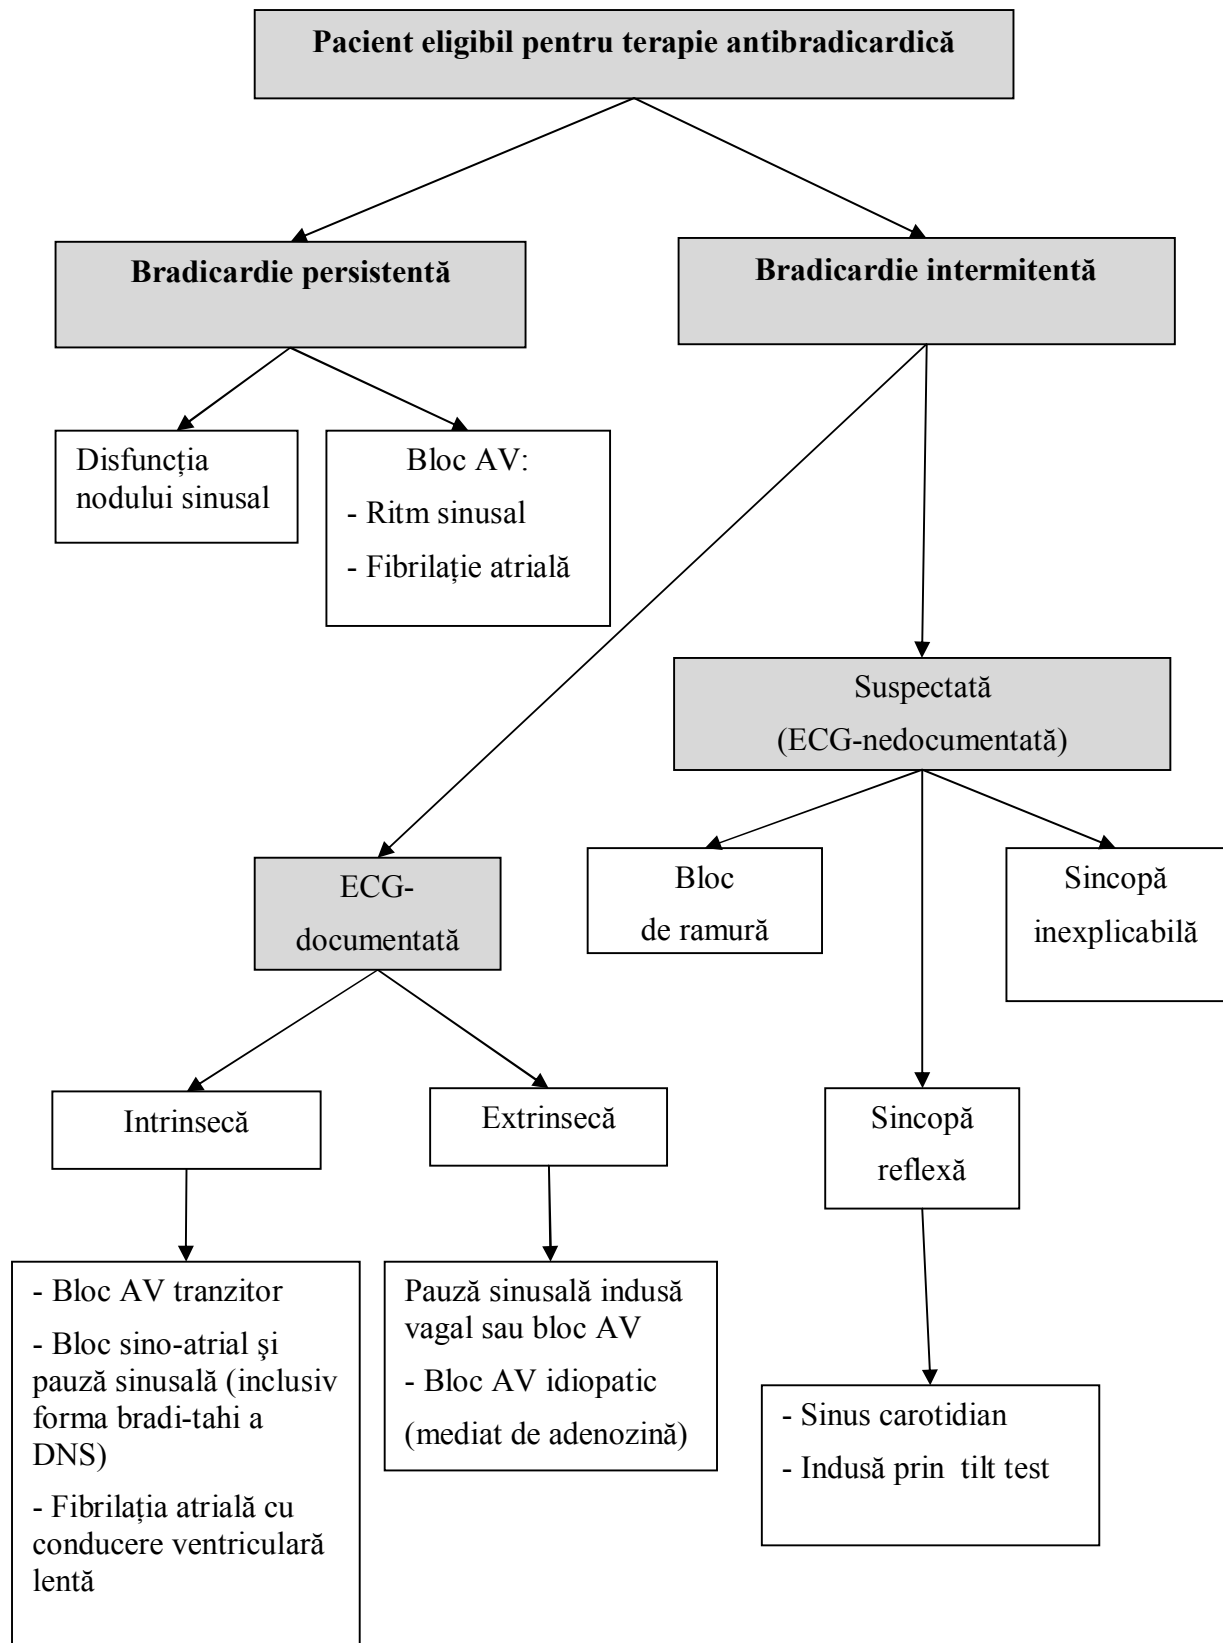 Pacient eligibil pentru terapie antibradicardică
Bradicardie persistentă
Bradicardie intermitentă
Disfuncția
nodului sinusal
Bloc AV:
- Ritm sinusal
- Fibrilație atrială
Suspectată
(ECG-nedocumentată)
ECG-
documentată
Bloc
de ramură
Sincopă
inexplicabilă
Intrinsecă
Extrinsecă
Sincopă
reflexă
- Bloc AV tranzitor
- Bloc sino-atrial şi
pauză sinusală (inclusiv
forma bradi-tahi a
DNS)
- Fibrilația atrială cu
conducere ventriculară
lentă
Pauză sinusală indusă
vagal sau bloc AV
- Bloc AV idiopatic
(mediat de adenozină)
- Sinus carotidian
- Indusă prin tilt test